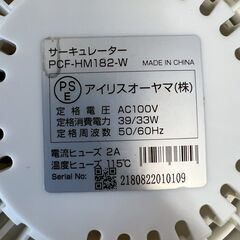 サーキュレーター
PCF-HM182-W MADE IN CHINA
PSE アイリスオーヤマ(株)
定格電圧 AC100V
定格消費電力 39/33W
定格周波数 50/60Hz
電流ヒューズ 2A
温度ヒューズ 115℃
Serial No: 2180822010109